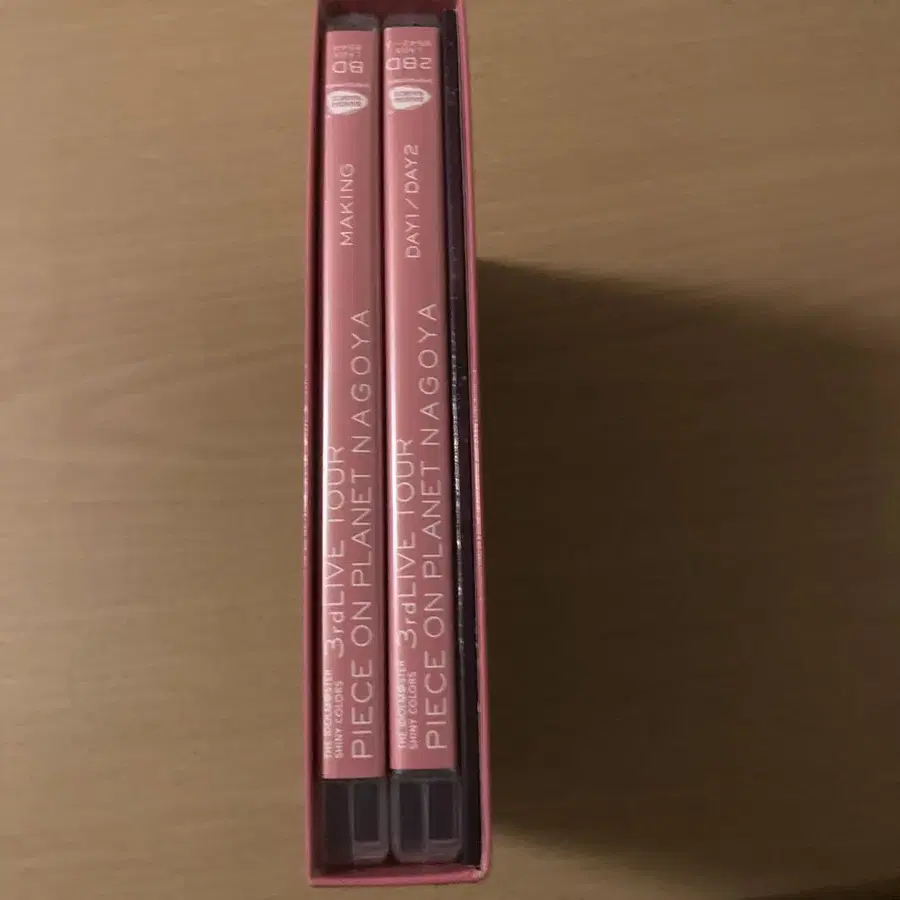 THE IDOLM@STER
SHINY COLORS
3rdLIVE TOUR
PIECE ON PLANET NAGOYA
MAKING
BD
THE IDOLM@STER
SHINY COLORS
3rdLIVE TOUR
PIECE ON PLANET NAGOYA
DAY1/DAY2
2BD